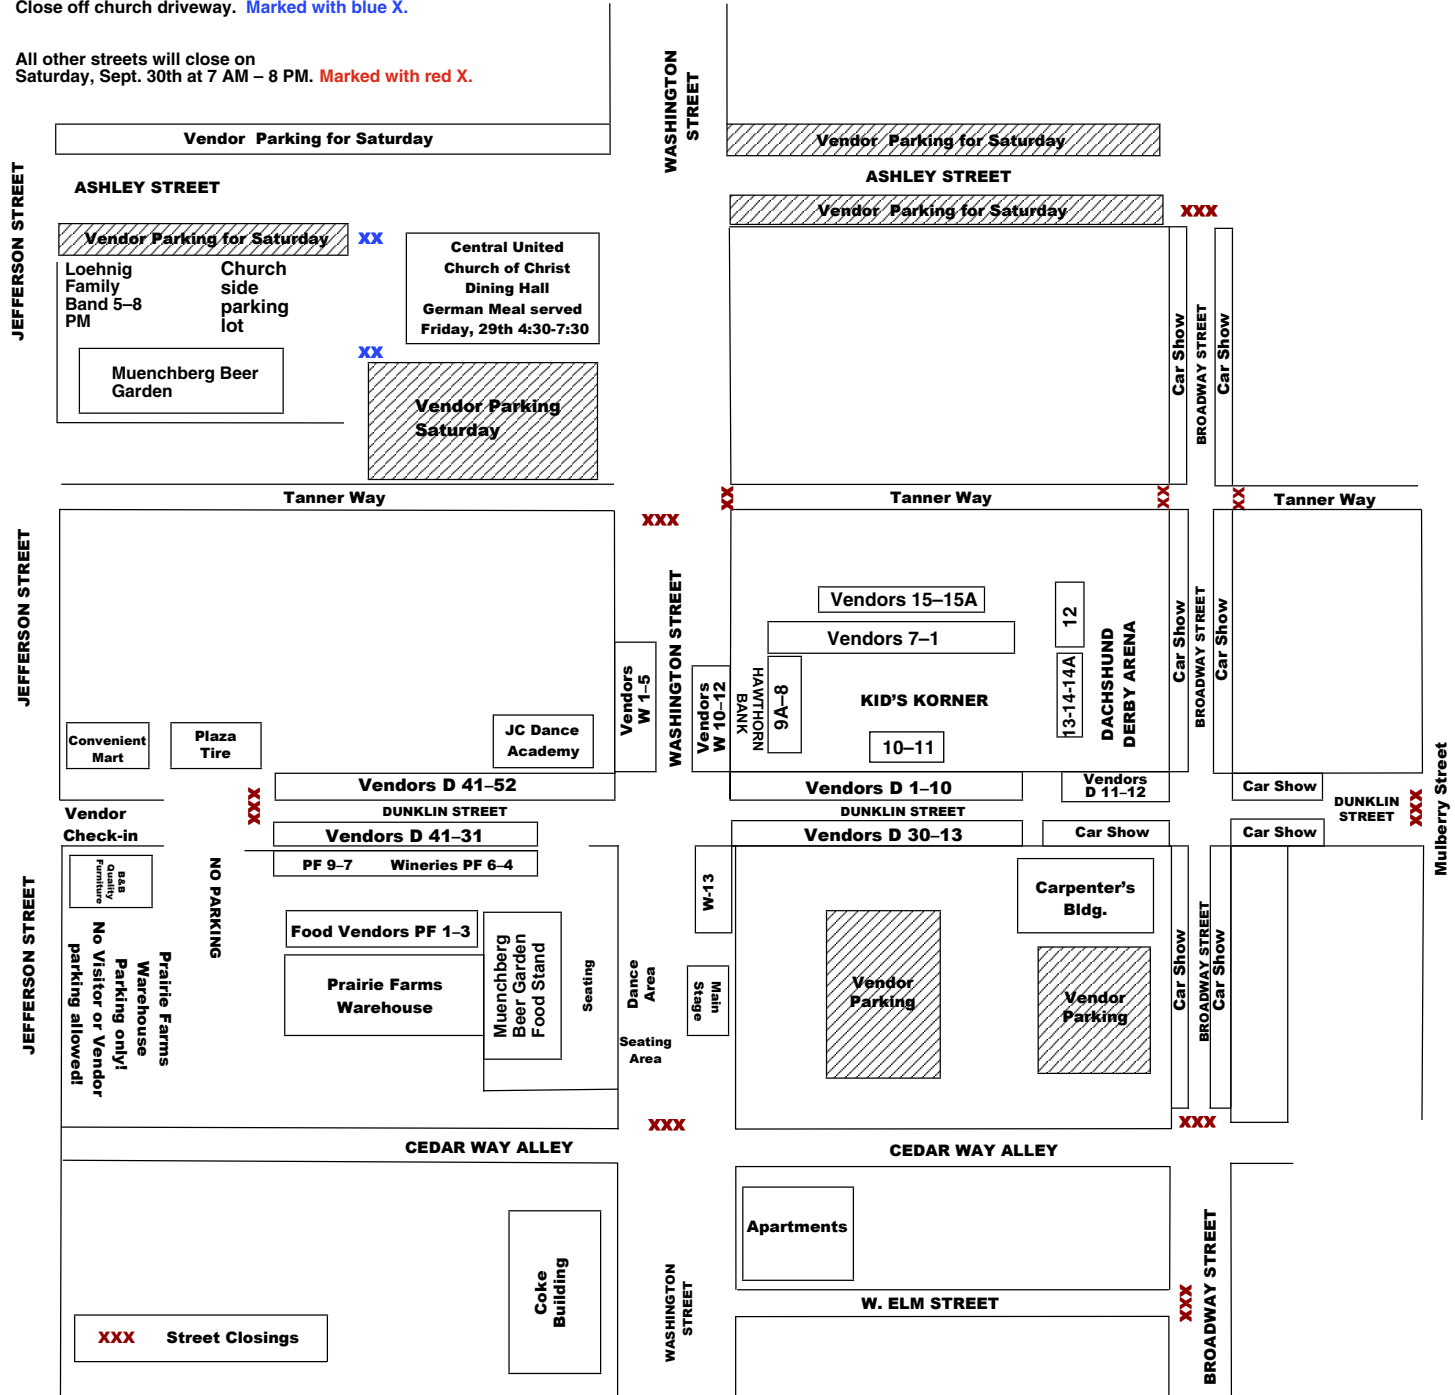 Close off church driveway. Marked with blue X.
All other streets will close on
Saturday, Sept. 30th at 7 AM – 8 PM. Marked with red X.
WASHINGTON
STREET
Vendor Parking for Saturday
Vendor Parking for Saturday
JEFFERSON STREET
ASHLEY STREET
ASHLEY STREET
Vendor Parking for Saturday
XXX
Vendor Parking for Saturday
XX
Loehnig
Family
Band 5–8
PM
Church
side
parking
lot
Central United
Church of Christ
Dining Hall
German Meal served
Friday, 29th 4:30-7:30
XX
Muenchberg Beer
Garden
Vendor Parking
Saturday
Car Show
BROADWAY STREET
Car Show
Tanner Way
XX
Tanner Way
XX
XX
Tanner Way
XXX
JEFFERSON STREET
WASHINGTON STREET
Vendors 15–15A
Vendors 7–1
12
13-14-14A
DACHSHUND
DERBY ARENA
Car Show
BROADWAY STREET
Car Show
Vendors
W 1–5
Vendors
W 10–12
HAWTHORN
BANK
9A–8
KID'S KORNER
10–11
Convenient
Mart
Plaza
Tire
JC Dance
Academy
Vendors D 41–52
Vendors D 1–10
Vendors
D 11–12
Car Show
Mulberry Street
Vendor
Check-in
XXX
DUNKLIN STREET
DUNKLIN STREET
DUNKLIN
STREET
XXX
Vendors D 41–31
Vendors D 30–13
Car Show
Car Show
PF 9–7 Wineries PF 6–4
B&B
Quality
Furniture
NO PARKING
JEFFERSON STREET
W-13
Carpenter's
Bldg.
Food Vendors PF 1–3
Prairie Farms
Warehouse
Parking only!
No Visitor or Vendor
parking allowed!
Prairie Farms
Warehouse
Muenchberg
Beer Garden
Food Stand
Seating
Dance
Area
Main
Stage
Seating
Area
Vendor
Parking
Vendor
Parking
Car Show
BROADWAY STREET
BROADWAY STREET
Car Show
XXX
XXX
CEDAR WAY ALLEY
CEDAR WAY ALLEY
Apartments
Coke
Building
WASHINGTON
STREET
W. ELM STREET
XXX
BROADWAY STREET
XXX Street Closings